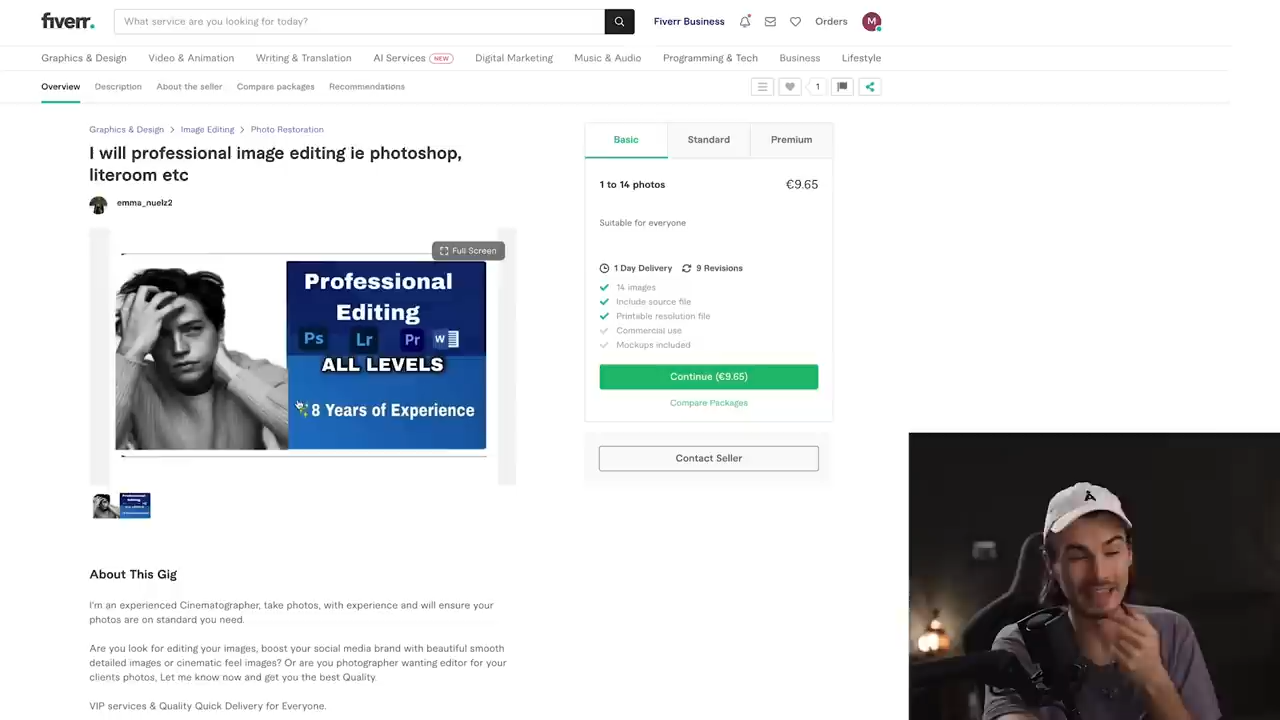 fiverr.
What service are you looking for today?
Fiverr Business
Orders
M
Graphics & Design
Video & Animation
Writing & Translation
AI Services NEW
Digital Marketing
Music & Audio
Programming & Tech
Business
Lifestyle
Overview
Description
About the seller
Compare packages
Recommendations
1
Graphics & Design > Image Editing > Photo Restoration
I will professional image editing ie photoshop,
literoom etc
emma_nuelz2
Full Screen
Professional
Editing
Ps Lr Pr W
ALL LEVELS
8 Years of Experience
Basic
Standard
Premium
1 to 14 photos
€9.65
Suitable for everyone
1 Day Delivery
9 Revisions
14 images
Include source file
Printable resolution file
Commercial use
Mockups included
Continue (€9.65)
Compare Packages
Contact Seller
About This Gig
I'm an experienced Cinematographer, take photos, with experience and will ensure your
photos are on standard you need.
Are you look for editing your images, boost your social media brand with beautiful smooth
detailed images or cinematic feel images? Or are you photographer wanting editor for your
clients photos, Let me know now and get you the best Quality.
VIP services & Quality Quick Delivery for Everyone.